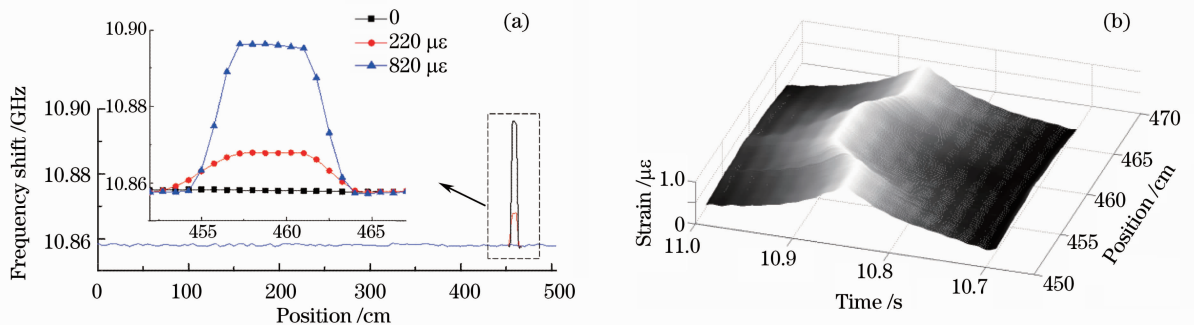 (a)
0
220 με
820 με
10.90
10.88
10.86
455 460 465
10.90
10.88
10.86
Frequency shift /GHz
0 100 200 300 400 500
Position /cm
(b)
1.0
0
Strain /με
11.0 10.9 10.8 10.7
Time /s
450 455 460 465 470
Position /cm